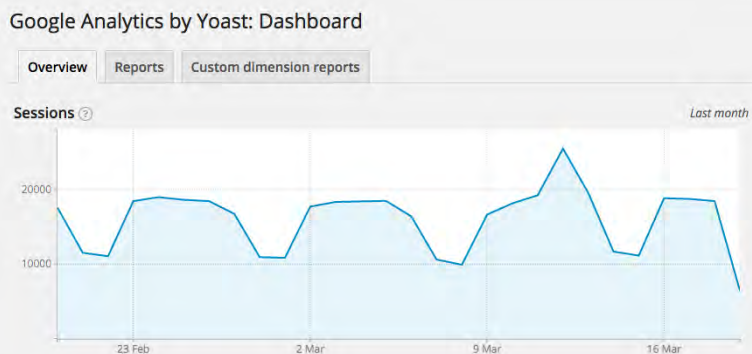 Google Analytics by Yoast: Dashboard
Overview Reports Custom dimension reports
Sessions ? Last month
20000
10000
23 Feb 2 Mar 9 Mar 16 Mar